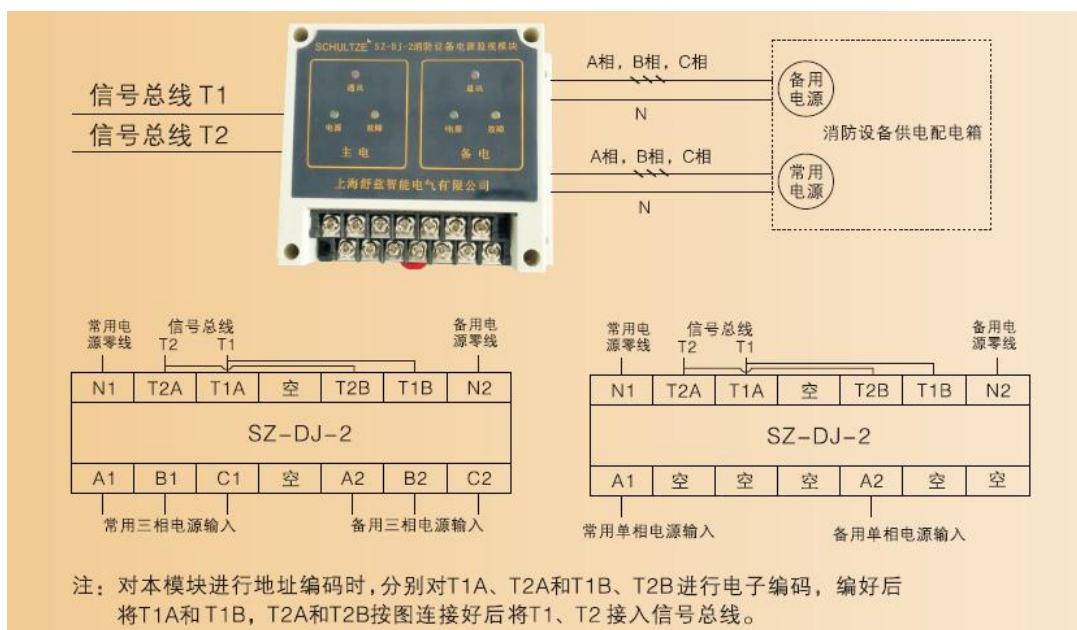 SCHULTZE SZ-DJ-2消防设备电源监视模块
通讯
通讯
电源 故障
电源 故障
主电
备电
上海舒兹智能电气有限公司
信号总线 T1
信号总线 T2
A相，B相，C相
N
A相，B相，C相
N
备用
电源
消防设备供电配电箱
常用
电源
常用电
源零线
信号总线
T2 T1
备用电
源零线
N1 T2A T1A 空 T2B T1B N2
SZ-DJ-2
A1 B1 C1 空 A2 B2 C2
常用三相电源输入
备用三相电源输入
常用电
源零线
信号总线
T2 T1
备用电
源零线
N1 T2A T1A 空 T2B T1B N2
SZ-DJ-2
A1 空 空 空 A2 空 空
常用单相电源输入
备用单相电源输入
注：对本模块进行地址编码时,分别对T1A、T2A和T1B、T2B进行电子编码，编好后
将T1A和T1B，T2A和T2B按图连接好后将T1、T2 接入信号总线。